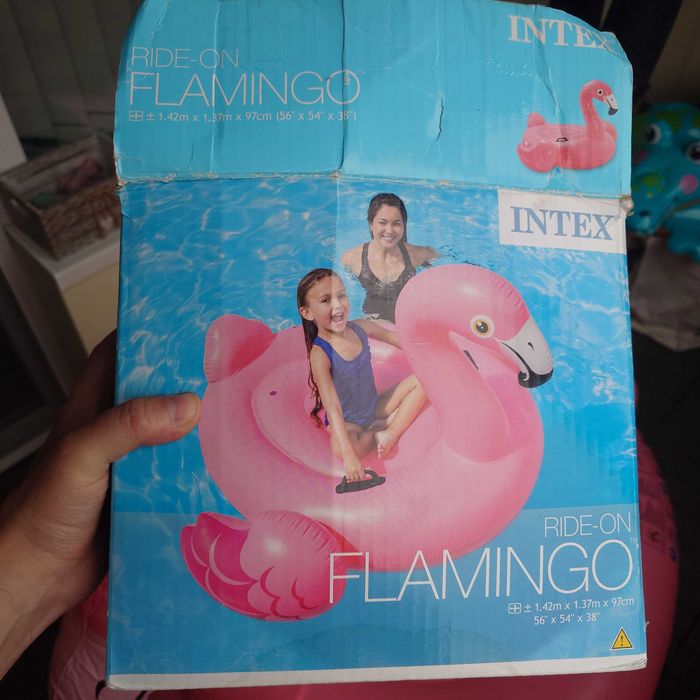 RIDE-ON
FLAMINGO
± 1.42m x 1.37m x 97cm (56" x 54" x 38")
INTEX
INTEX
RIDE-ON
FLAMINGO™
± 1.42m x 1.37m x 97cm
56" x 54" x 38"